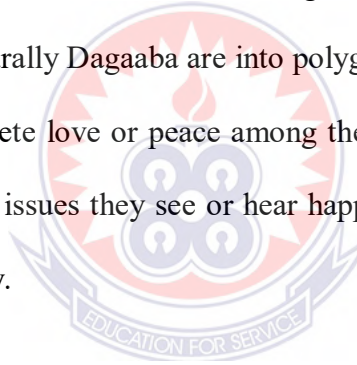 rally Dagaaba are into polyg
ete love or peace among the
issues they see or hear happ
EDUCATION FOR SERVICE